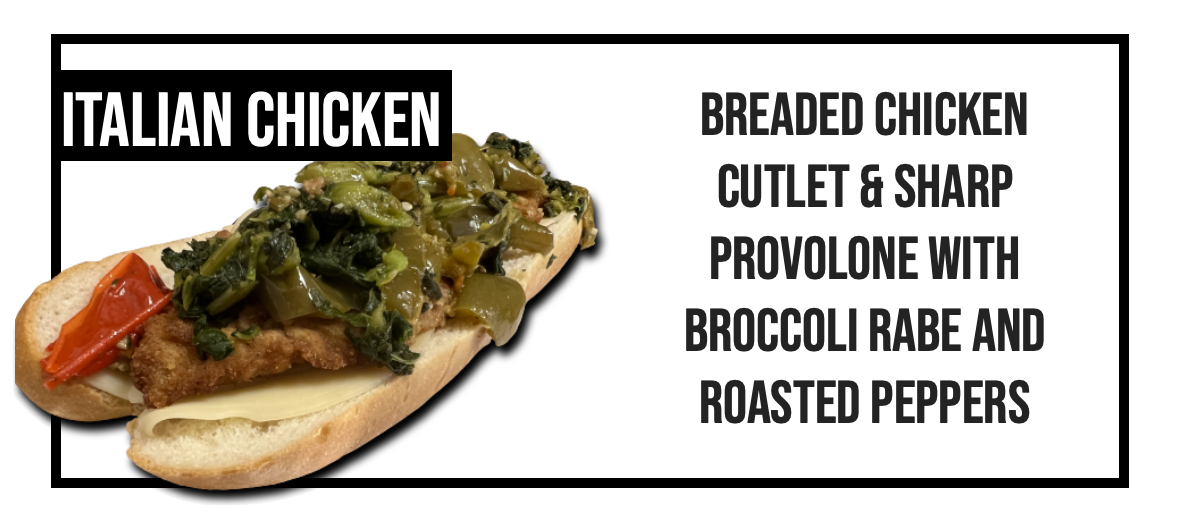 ITALIAN CHICKEN
BREADED CHICKEN
CUTLET & SHARP
PROVOLONE WITH
BROCCOLI RABE AND
ROASTED PEPPERS